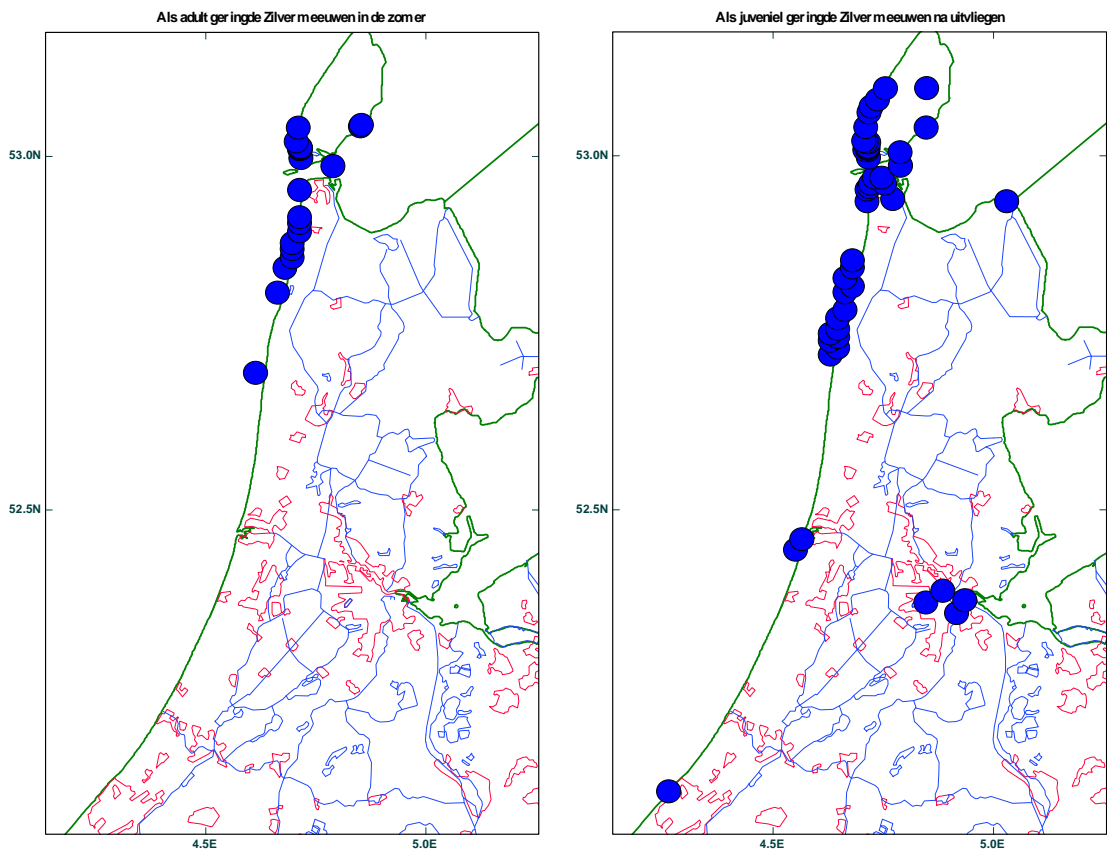 Als adult geringde Zilvermeeuwen in de zomer
Als juveniel geringde Zilvermeeuwen na uitvliegen
53.0N
53.0N
52.5N
52.5N
4.5E
5.0E
4.5E
5.0E